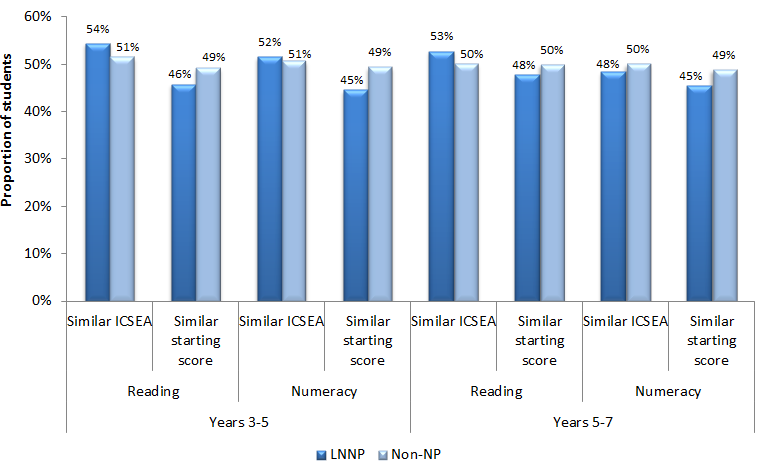 60%
50%
40%
30%
20%
10%
0%
Proportion of students
54%
51%
46%
49%
52%
51%
45%
49%
53%
50%
48%
50%
48%
50%
45%
49%
Similar ICSEA
Similar
starting
score
Similar ICSEA
Similar
starting
score
Similar ICSEA
Similar
starting
score
Similar ICSEA
Similar
starting
score
Reading
Numeracy
Reading
Numeracy
Years 3-5
Years 5-7
LNNP
Non-NP